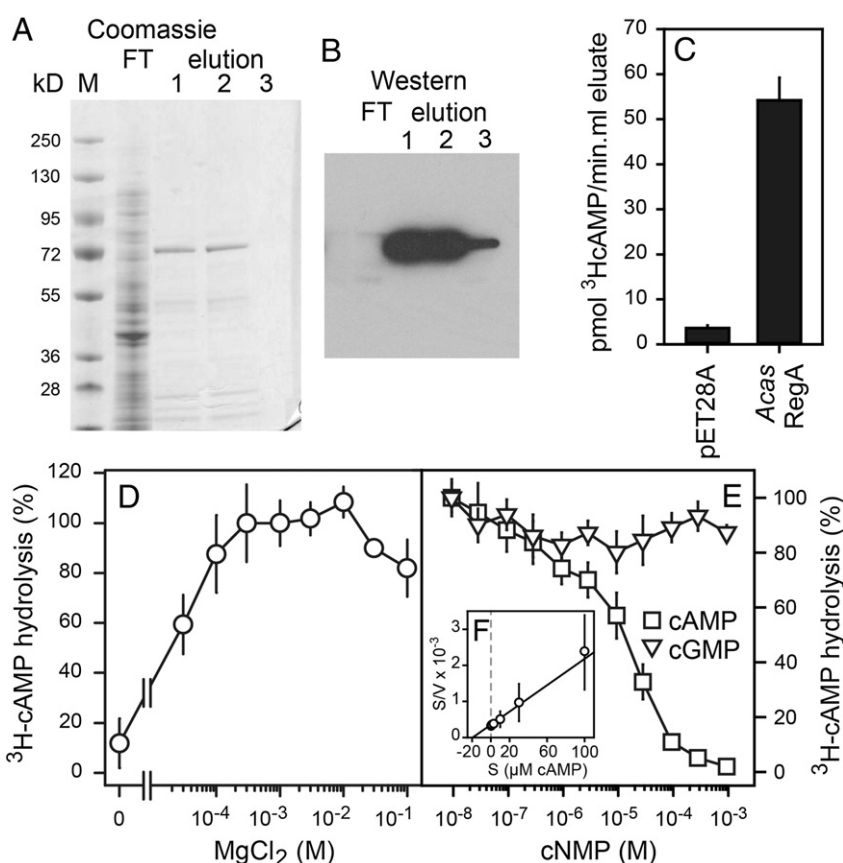 A
Coomassie
FT elution
kD M 1 2 3
250
130
95
72
55
36
28
B
Western
FT elution
1 2 3
C
pmol ³HcAMP/min.ml eluate
70
60
50
40
30
20
10
0
pET28A
Acas
RegA
D
³H-cAMP hydrolysis (%)
120
100
80
60
40
20
0
0 10⁻⁴ 10⁻³ 10⁻² 10⁻¹
MgCl₂ (M)
E
cAMP
cGMP
100
80
60
40
20
0
³H-cAMP hydrolysis (%)
10⁻⁸ 10⁻⁷ 10⁻⁶ 10⁻⁵ 10⁻⁴ 10⁻³
cNMP (M)
F
S/V x 10⁻³
3
2
1
0
-20 0 20 60 100
S (µM cAMP)